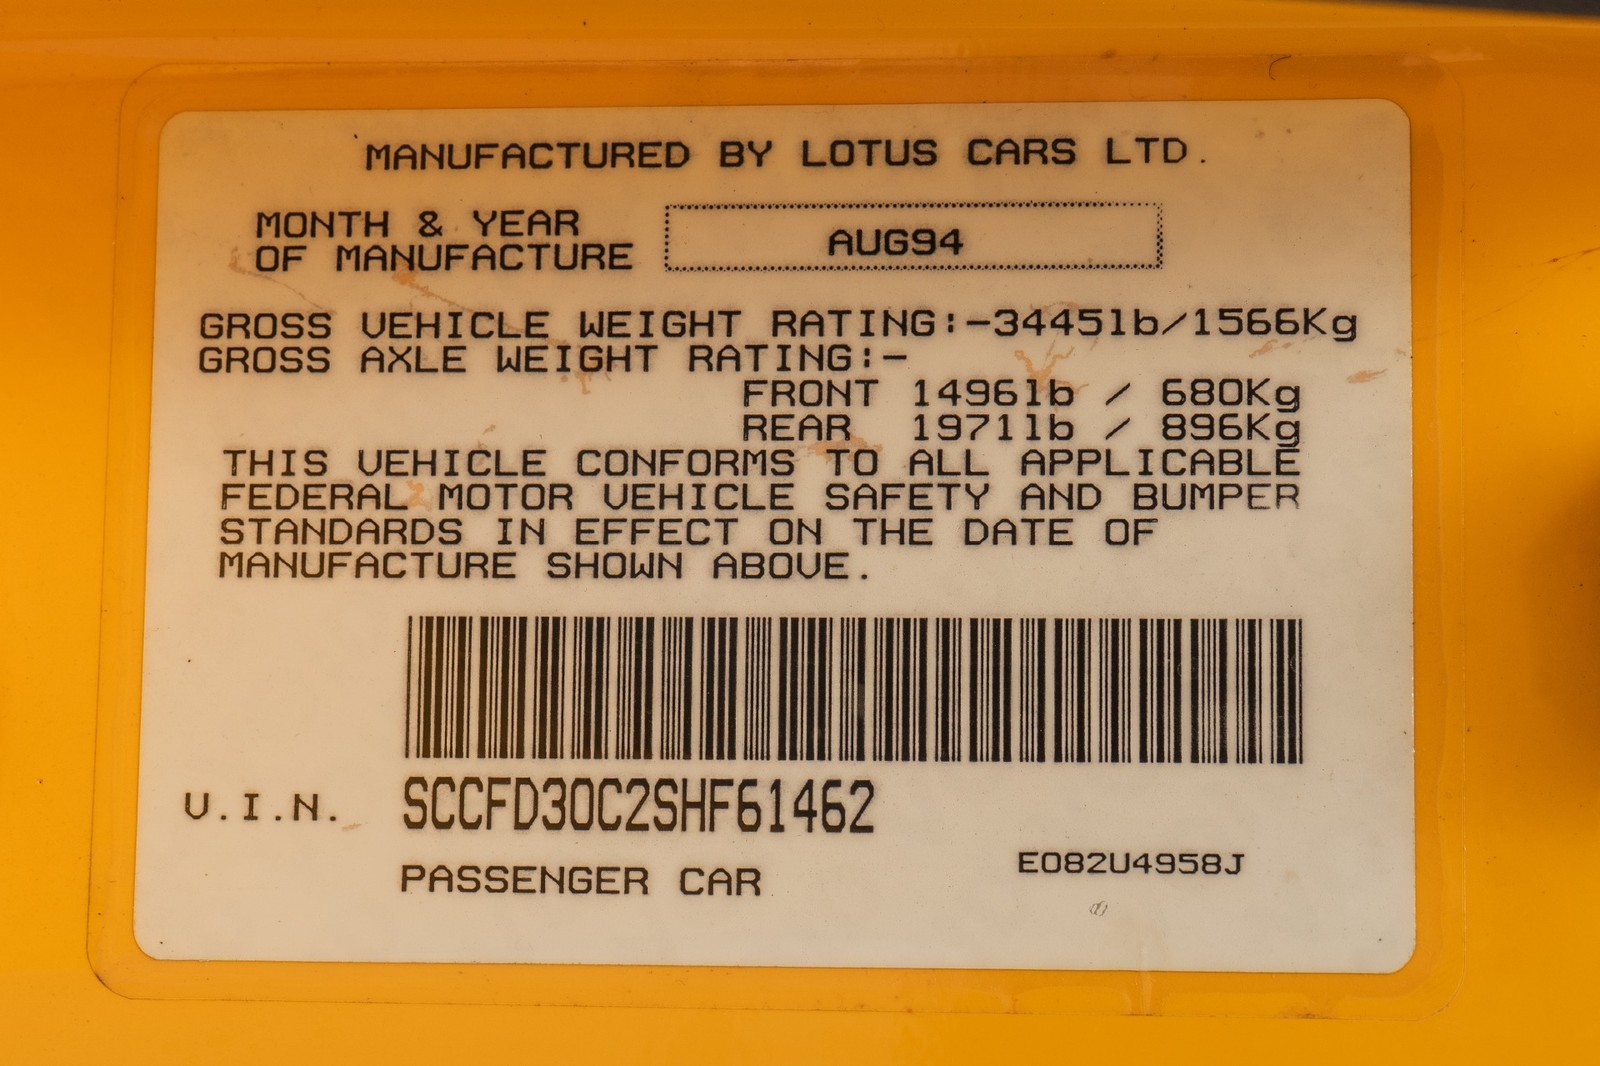 MANUFACTURED BY LOTUS CARS LTD.
MONTH & YEAR
OF MANUFACTURE AUG94
GROSS VEHICLE WEIGHT RATING:-3445lb/1566Kg
GROSS AXLE WEIGHT RATING:-
FRONT 1496lb / 680Kg
REAR 1971lb / 896Kg
THIS VEHICLE CONFORMS TO ALL APPLICABLE
FEDERAL MOTOR VEHICLE SAFETY AND BUMPER
STANDARDS IN EFFECT ON THE DATE OF
MANUFACTURE SHOWN ABOVE.
V.I.N. SCCFD30C2SHF61462
PASSENGER CAR
E082U4958J